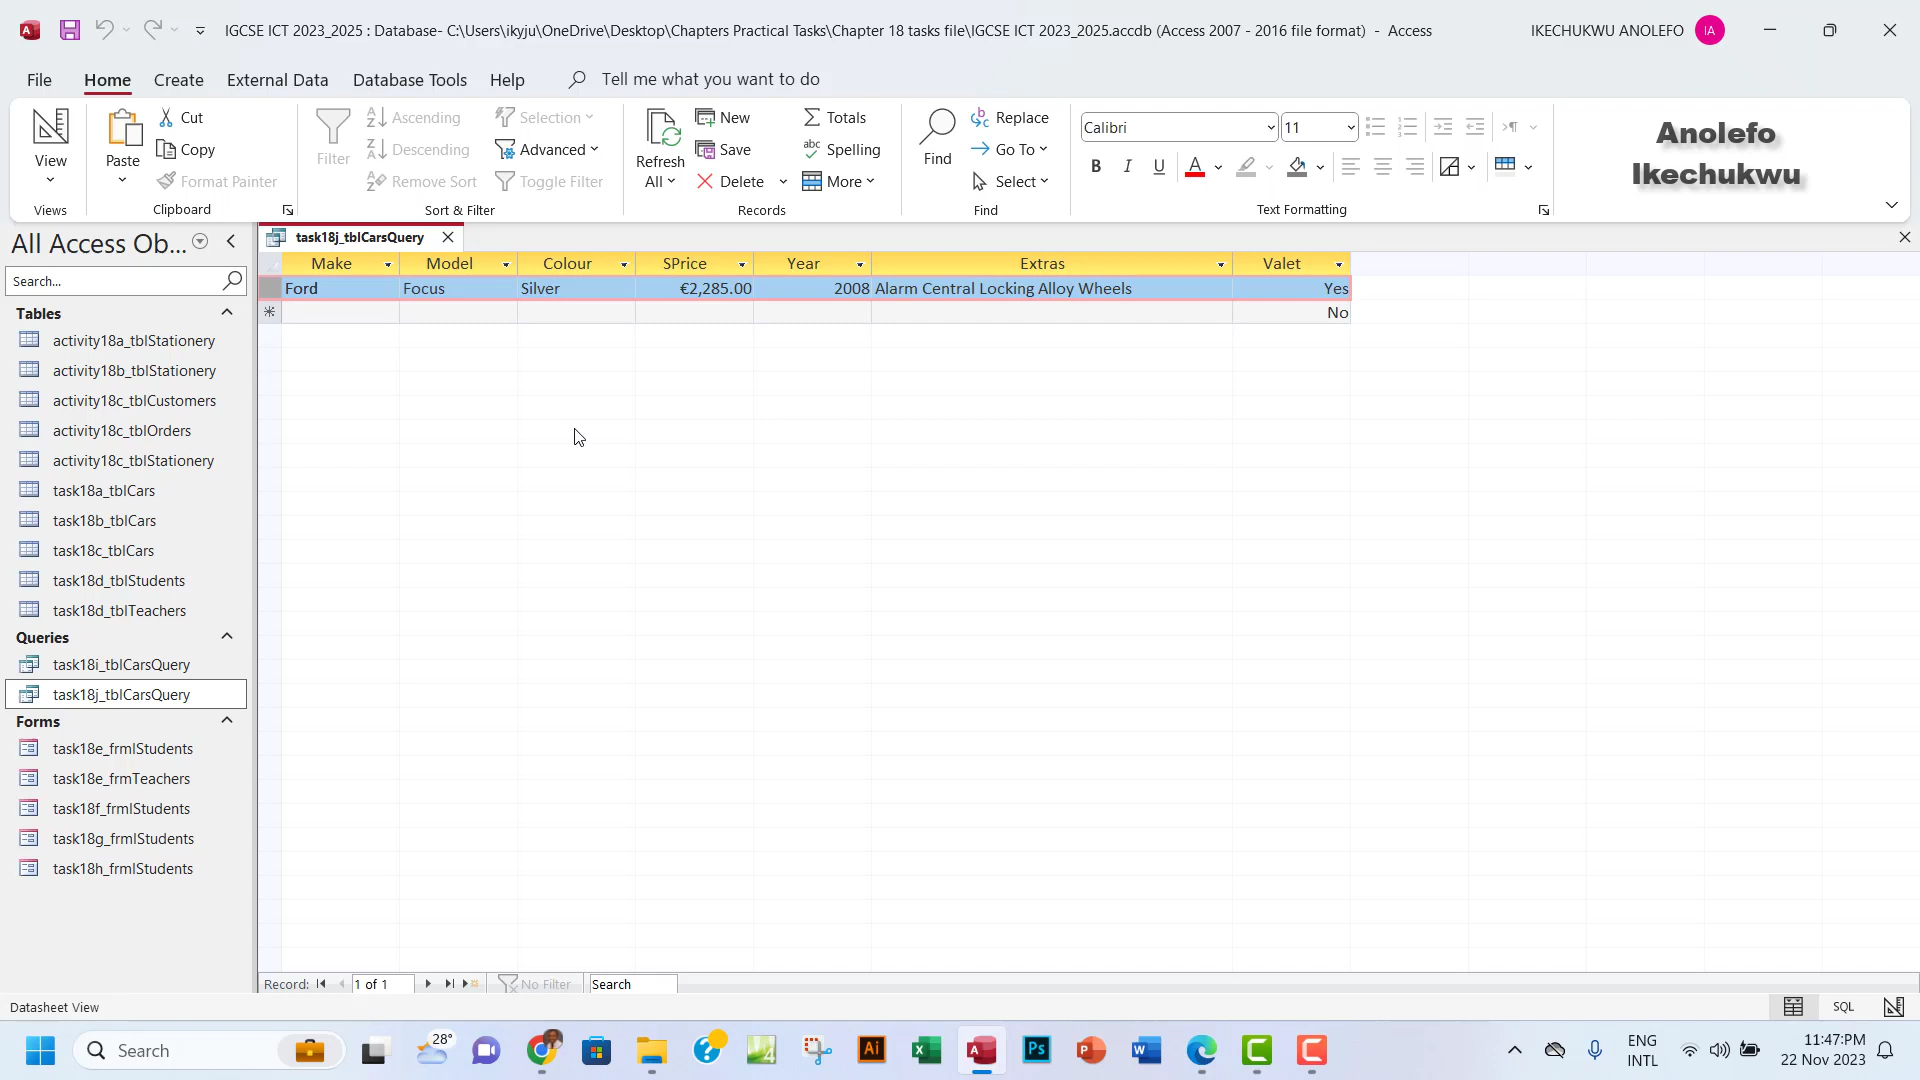 IGCSE ICT 2023_2025 : Database- C:\Users\ikyju\OneDrive\Desktop\Chapters Practical Tasks\Chapter 18 tasks file\IGCSE ICT 2023_2025.accdb (Access 2007 - 2016 file format) - Access
IKECHUKWU ANOLEFO IA
File Home Create External Data Database Tools Help Tell me what you want to do
View
Views
Paste
Cut
Copy
Format Painter
Clipboard
Filter
Ascending
Descending
Remove Sort
Selection
Advanced
Toggle Filter
Sort & Filter
Refresh
All
New
Save
Delete
Totals
Spelling
More
Records
Find
Replace
Go To
Select
Find
Calibri 11
B I U A
Text Formatting
Anolefo
Ikechukwu
All Access Ob...
Search...
Tables
activity18a_tblStationery
activity18b_tblStationery
activity18c_tblCustomers
activity18c_tblOrders
activity18c_tblStationery
task18a_tblCars
task18b_tblCars
task18c_tblCars
task18d_tblStudents
task18d_tblTeachers
Queries
task18i_tblCarsQuery
task18j_tblCarsQuery
Forms
task18e_frmlStudents
task18e_frmTeachers
task18f_frmlStudents
task18g_frmlStudents
task18h_frmlStudents
task18j_tblCarsQuery
Make Model Colour SPrice Year Extras Valet
Ford Focus Silver €2,285.00 2008 Alarm Central Locking Alloy Wheels Yes
No
Record: 1 of 1 No Filter Search
Datasheet View
SQL
Search
28°
Ai
Ps
ENG
INTL
11:47:PM
22 Nov 2023